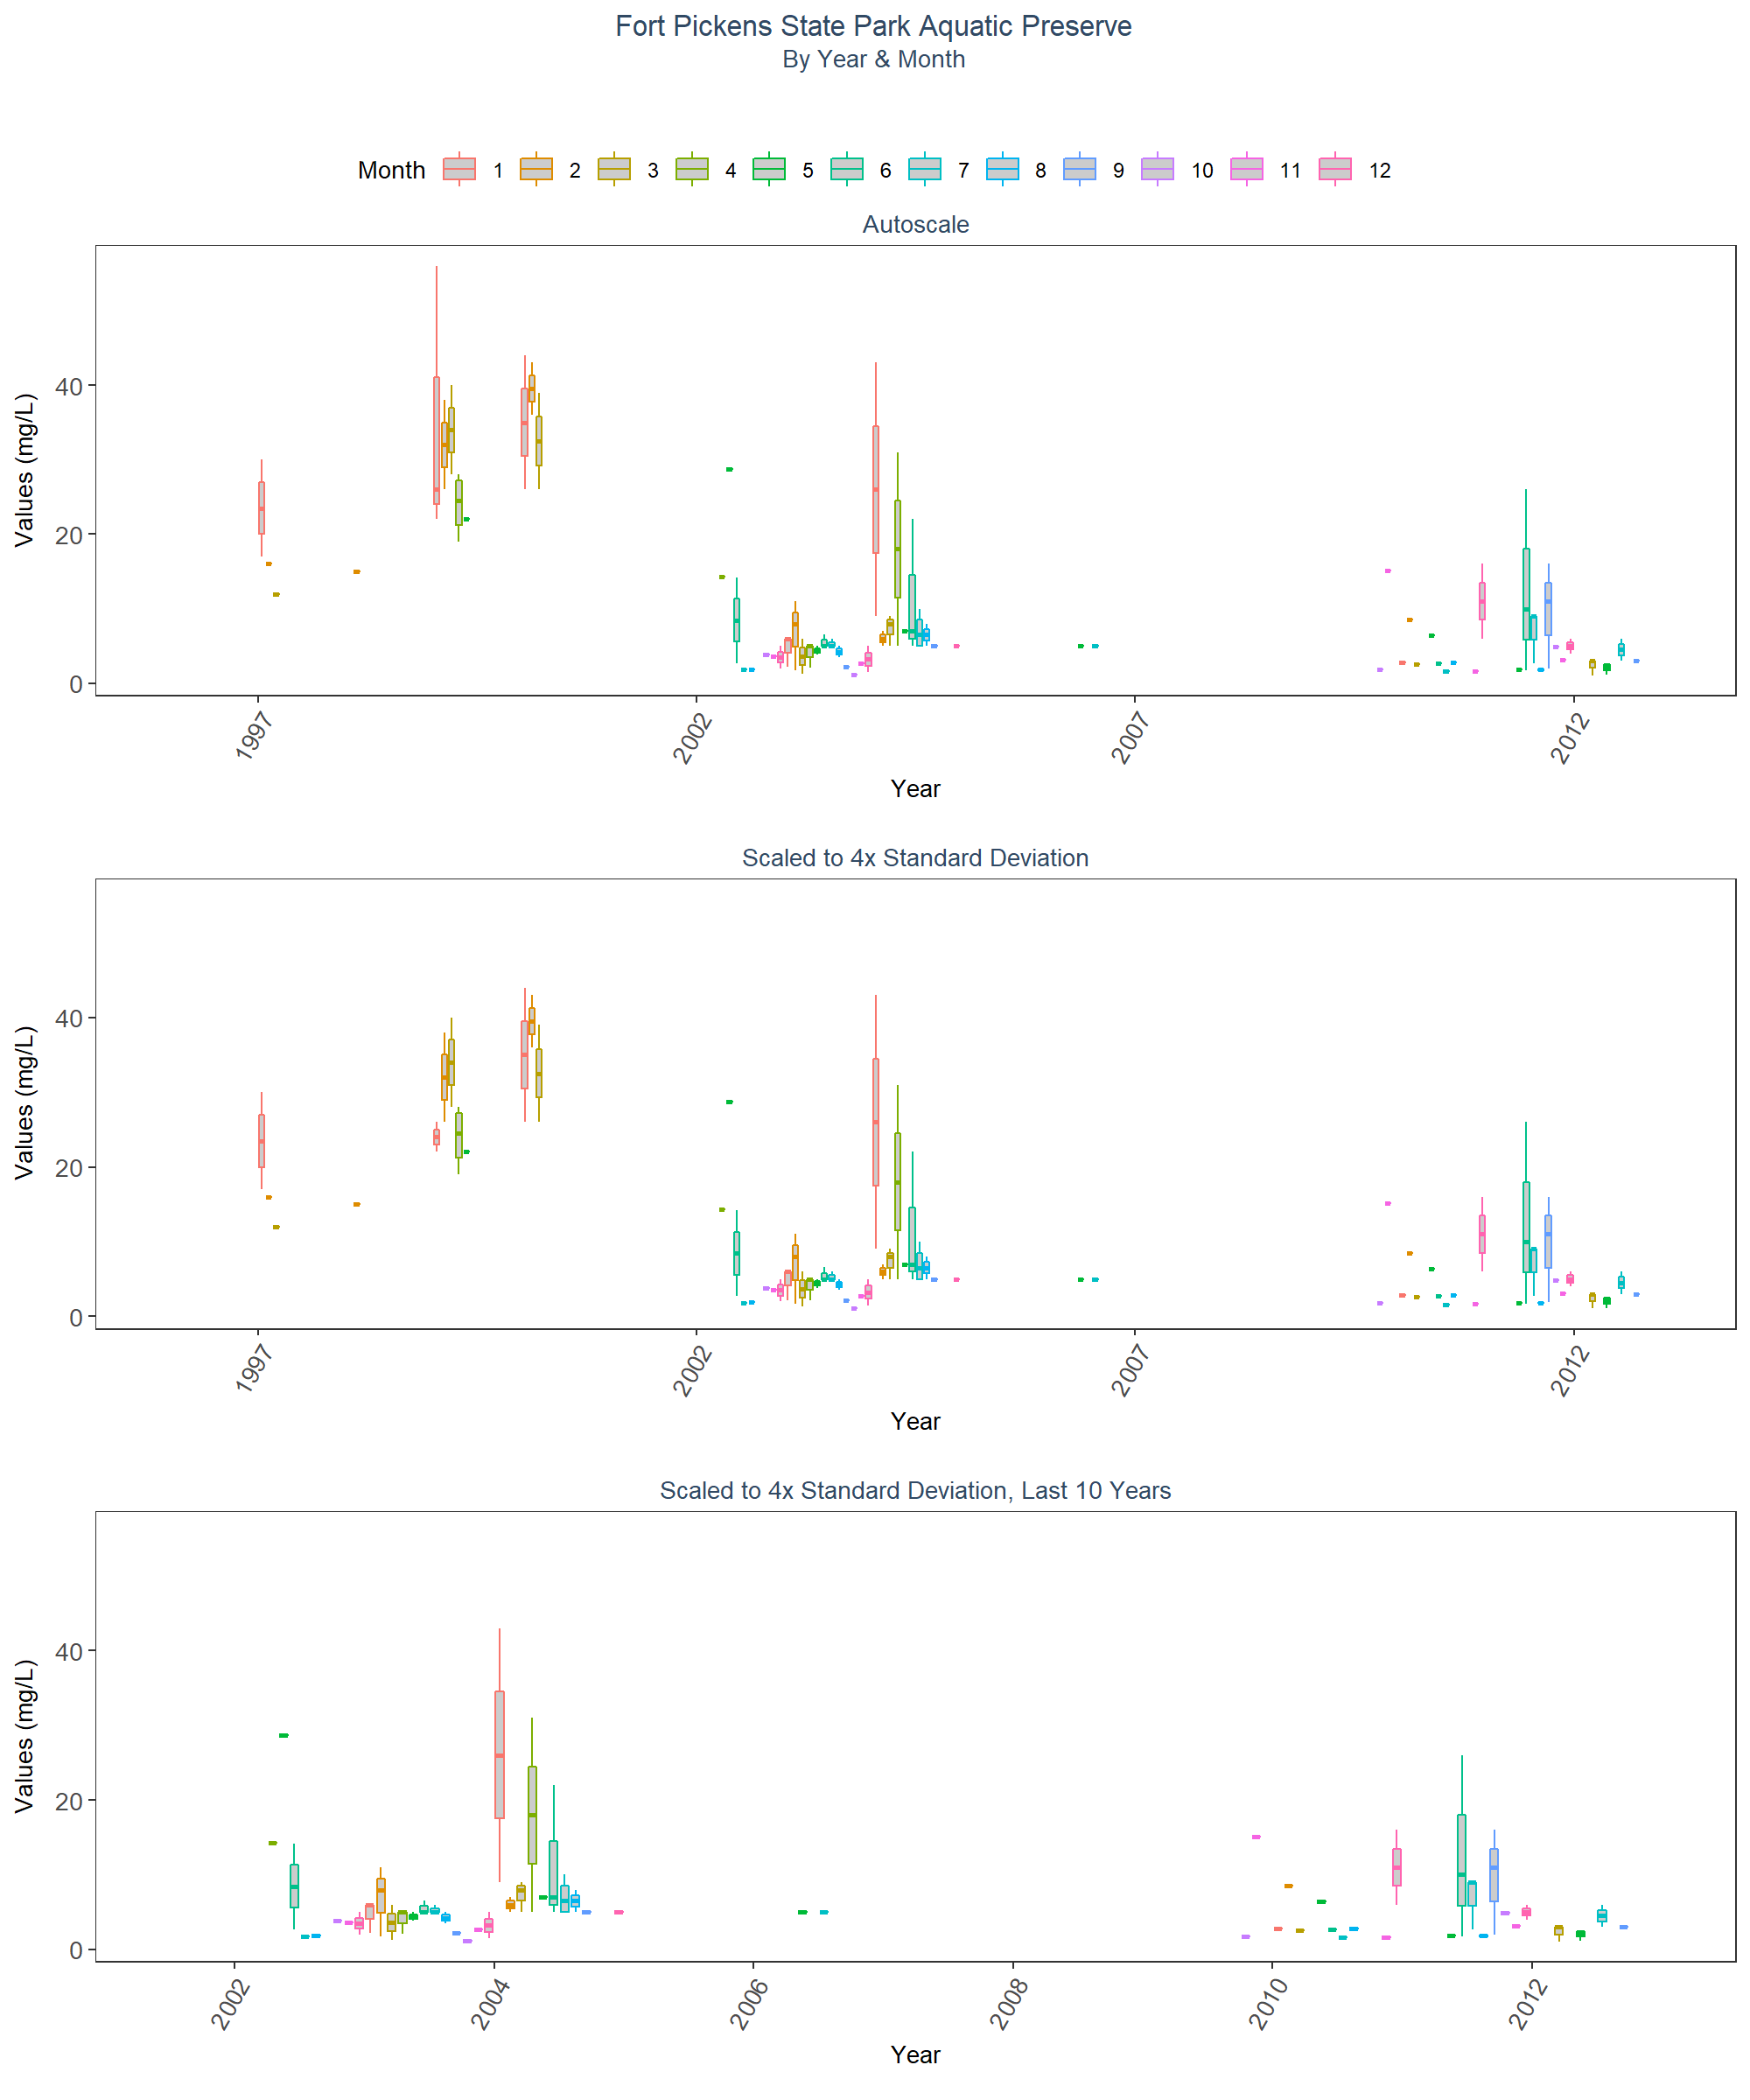 Fort Pickens State Park Aquatic Preserve
By Year & Month
Month 1 2 3 4 5 6 7 8 9 10 11 12
Autoscale
Values (mg/L)
40
20
0
1997 2002 2007 2012
Year
Scaled to 4x Standard Deviation
Values (mg/L)
40
20
0
1997 2002 2007 2012
Year
Scaled to 4x Standard Deviation, Last 10 Years
Values (mg/L)
40
20
0
2002 2004 2006 2008 2010 2012
Year